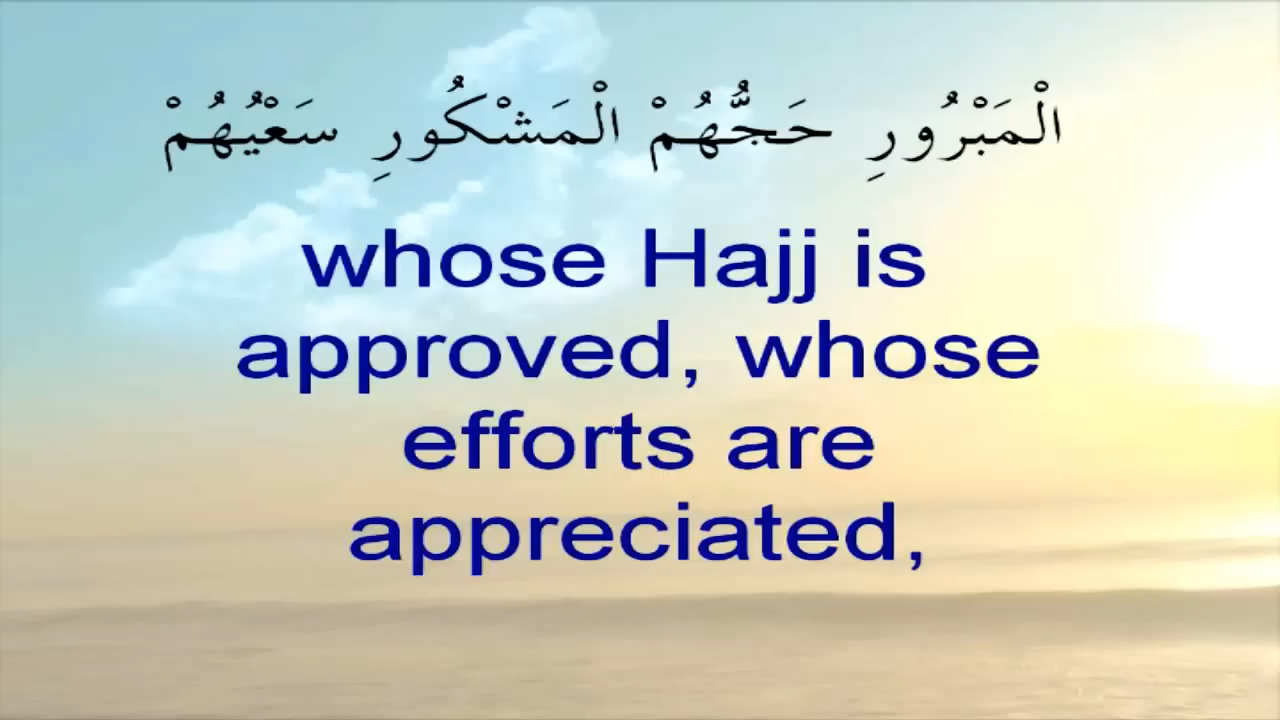 الْمَبْرُورِ حَجُّهُمْ الْمَشْكُورِ سَعْيُهُمْ
whose Hajj is
approved, whose
efforts are
appreciated,